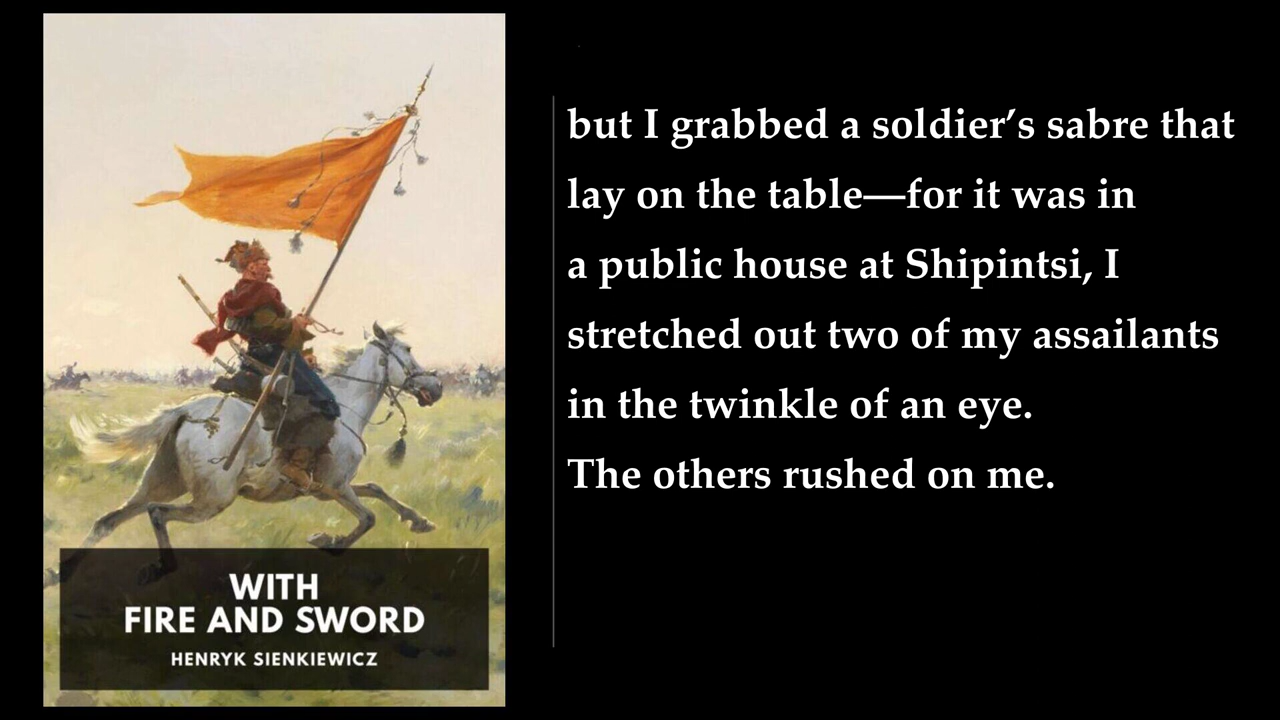 WITH
FIRE AND SWORD
HENRYK SIENKIEWICZ
but I grabbed a soldier’s sabre that
lay on the table—for it was in
a public house at Shipintsi, I
stretched out two of my assailants
in the twinkle of an eye.
The others rushed on me.